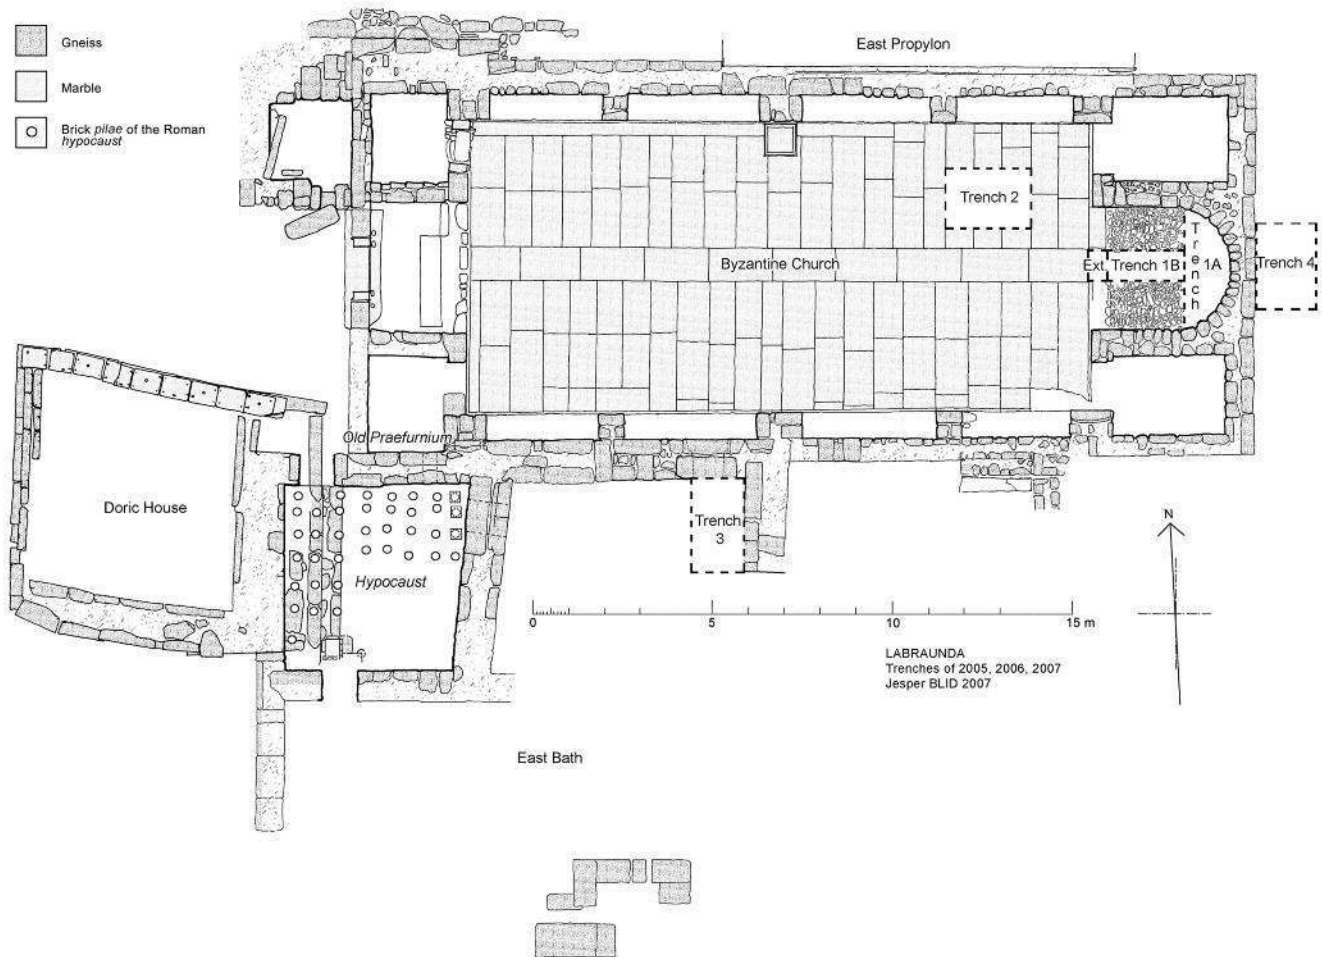 Gneiss
Marble
Brick pilae of the Roman
hypocaust
East Propylon
Trench 2
Byzantine Church
Ext.
Trench 1B
Trench
1A
Trench 4
Old Praefurnium
Doric House
Hypocaust
Trench
3
N
0
5
10
15 m
LABRAUNDA
Trenches of 2005, 2006, 2007
Jesper BLID 2007
East Bath